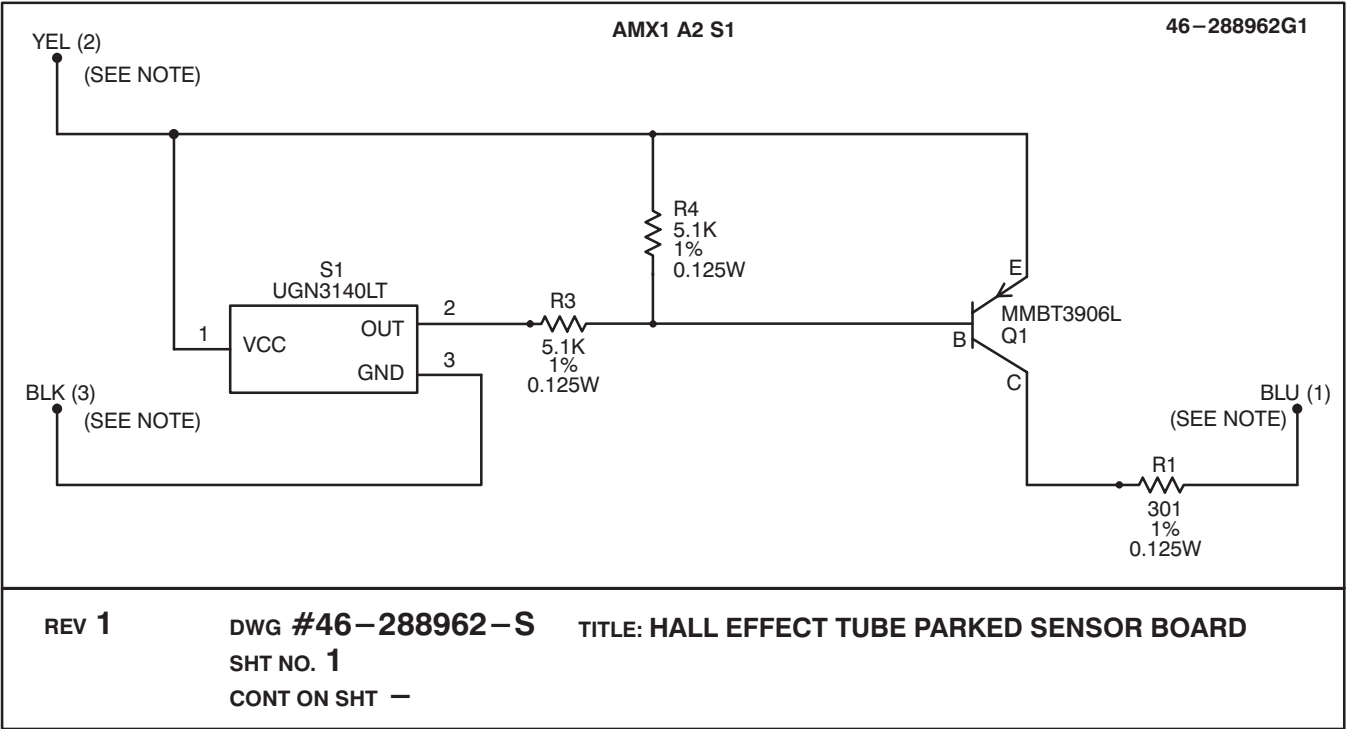 AMX1 A2 S1
46−288962G1
YEL (2)
(SEE NOTE)
R4
5.1K
1%
0.125W
S1
UGN3140LT
1
VCC
OUT
GND
2
3
R3
5.1K
1%
0.125W
E
B
C
MMBT3906L
Q1
BLK (3)
(SEE NOTE)
BLU (1)
(SEE NOTE)
R1
301
1%
0.125W
REV 1
DWG #46−288962−S
TITLE: HALL EFFECT TUBE PARKED SENSOR BOARD
SHT NO. 1
CONT ON SHT −